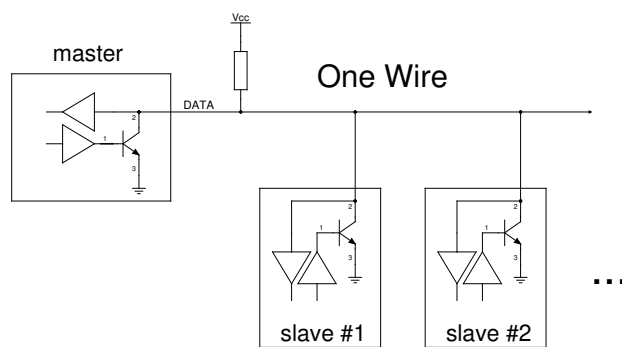 Vcc
master
One Wire
DATA
2
1
3
2
1
3
2
1
3
...
slave #1
slave #2